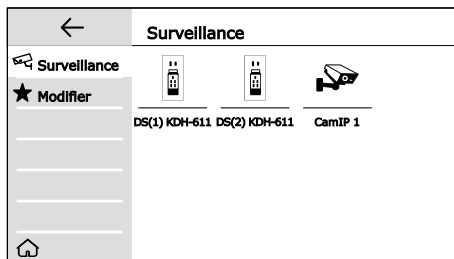 Surveillance
Surveillance
Modifier
DS(1) KDH-611 DS(2) KDH-611 CamIP 1